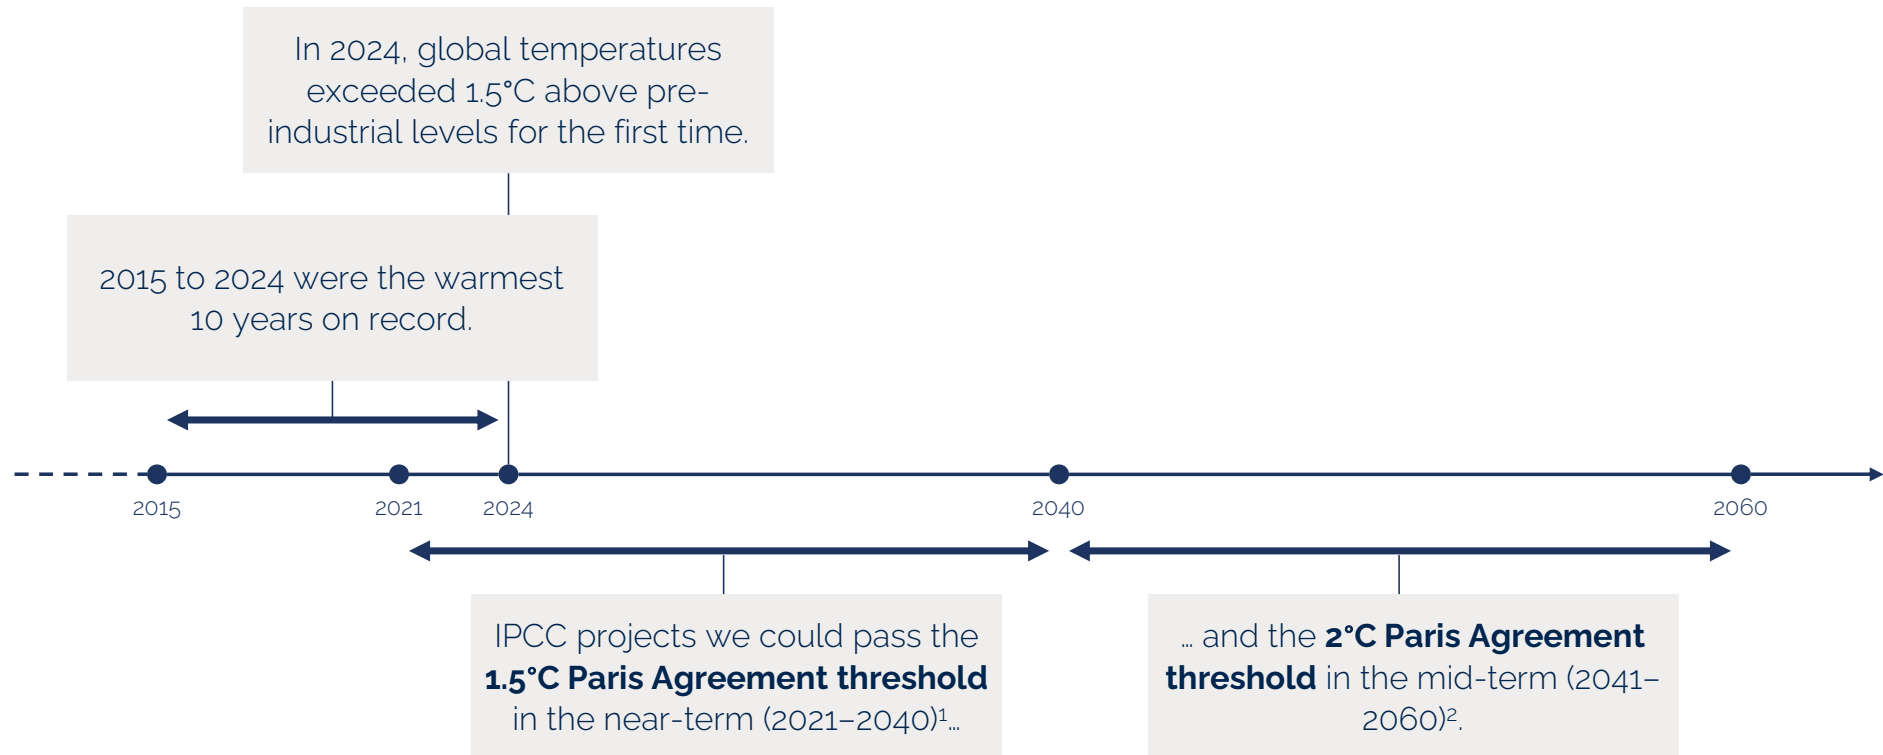 In 2024, global temperatures
exceeded 1.5°C above pre-
industrial levels for the first time.
2015 to 2024 were the warmest
10 years on record.
2015
2021
2024
2040
2060
IPCC projects we could pass the
1.5°C Paris Agreement threshold
in the near-term (2021–2040)¹…
… and the 2°C Paris Agreement
threshold in the mid-term (2041–
2060)².